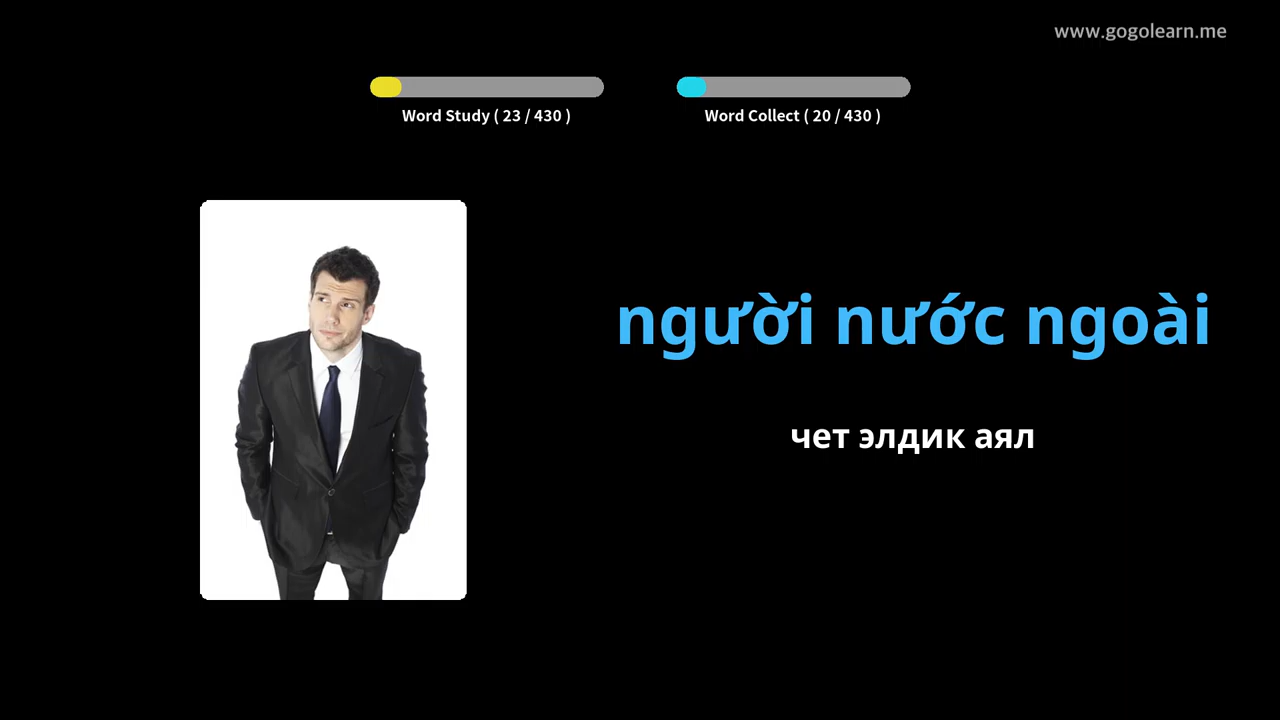 www.gogolearn.me
Word Study ( 23 / 430 )
Word Collect ( 20 / 430 )
người nước ngoài
чет элдик аял